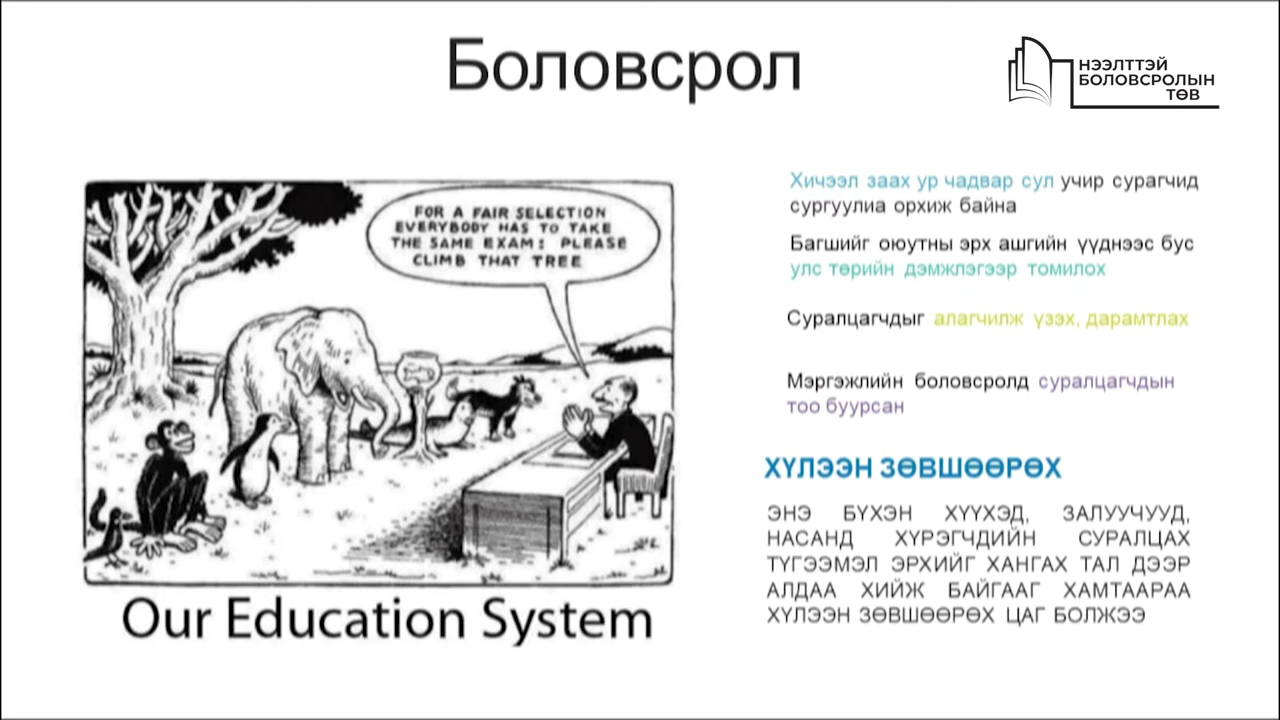 Боловсрол
НЭЭЛТТЭЙ
БОЛОВСРОЛЫН
ТӨВ
FOR A FAIR SELECTION
EVERYBODY HAS TO TAKE
THE SAME EXAM: PLEASE
CLIMB THAT TREE
Our Education System
Хичээл заах ур чадвар сул учир сурагчид
сургуулиа орхиж байна
Багшийг оюутны эрх ашгийн үүднээс бус
улс төрийн дэмжлэгээр томилох
Суралцагчдыг алагчилж үзэх, дарамтлах
Мэргэжлийн боловсролд суралцагчдын
тоо буурсан
ХҮЛЭЭН ЗӨВШӨӨРӨХ
ЭНЭ БҮХЭН ХҮҮХЭД, ЗАЛУУЧУУД,
НАСАНД ХҮРЭГЧДИЙН СУРАЛЦАХ
ТҮГЭЭМЭЛ ЭРХИЙГ ХАНГАХ ТАЛ ДЭЭР
АЛДАА ХИЙЖ БАЙГААГ ХАМТААРАА
ХҮЛЭЭН ЗӨВШӨӨРӨХ ЦАГ БОЛЖЭЭ